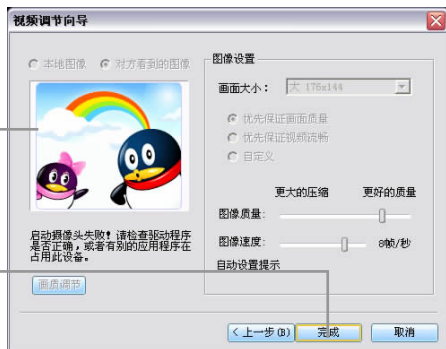 视频调节向导
本地图像 对方看到的图像
图像设置
画面大小： 大 176x144
优先保证画面质量
优先保证视频流畅
自定义
更大的压缩 更好的质量
图像质量：
图像速度： 8帧/秒
自动设置提示
启动摄像头失败！请检查驱动程序
是否正确，或者有别的应用程序在
占用此设备。
画质调节
< 上一步(B) 完成 取消